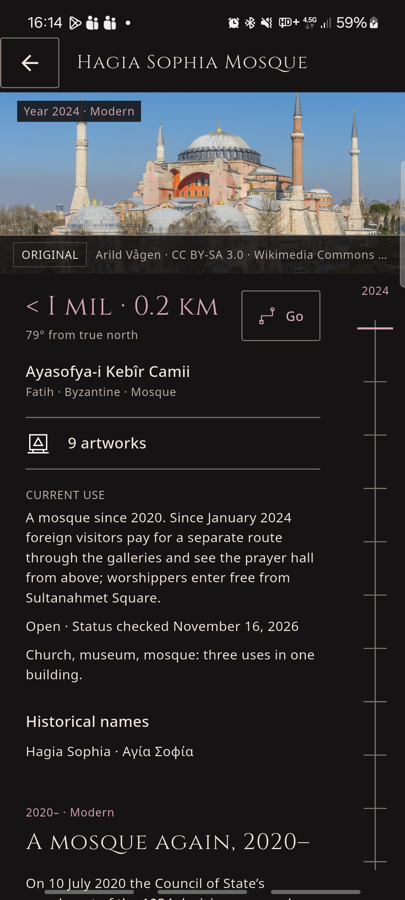 16:14
4.5G 59%
Hagia Sophia Mosque
Year 2024 · Modern
ORIGINAL Arild Vågen · CC BY-SA 3.0 · Wikimedia Commons ...
2024
< I MIL · 0.2 KM
Go
79° from true north
Ayasofya-i Kebîr Camii
Fatih · Byzantine · Mosque
9 artworks
CURRENT USE
A mosque since 2020. Since January 2024
foreign visitors pay for a separate route
through the galleries and see the prayer hall
from above; worshippers enter free from
Sultanahmet Square.
Open · Status checked November 16, 2026
Church, museum, mosque: three uses in one
building.
Historical names
Hagia Sophia · Αγία Σοφία
2020– · Modern
A mosque again, 2020–
On 10 July 2020 the Council of State’s